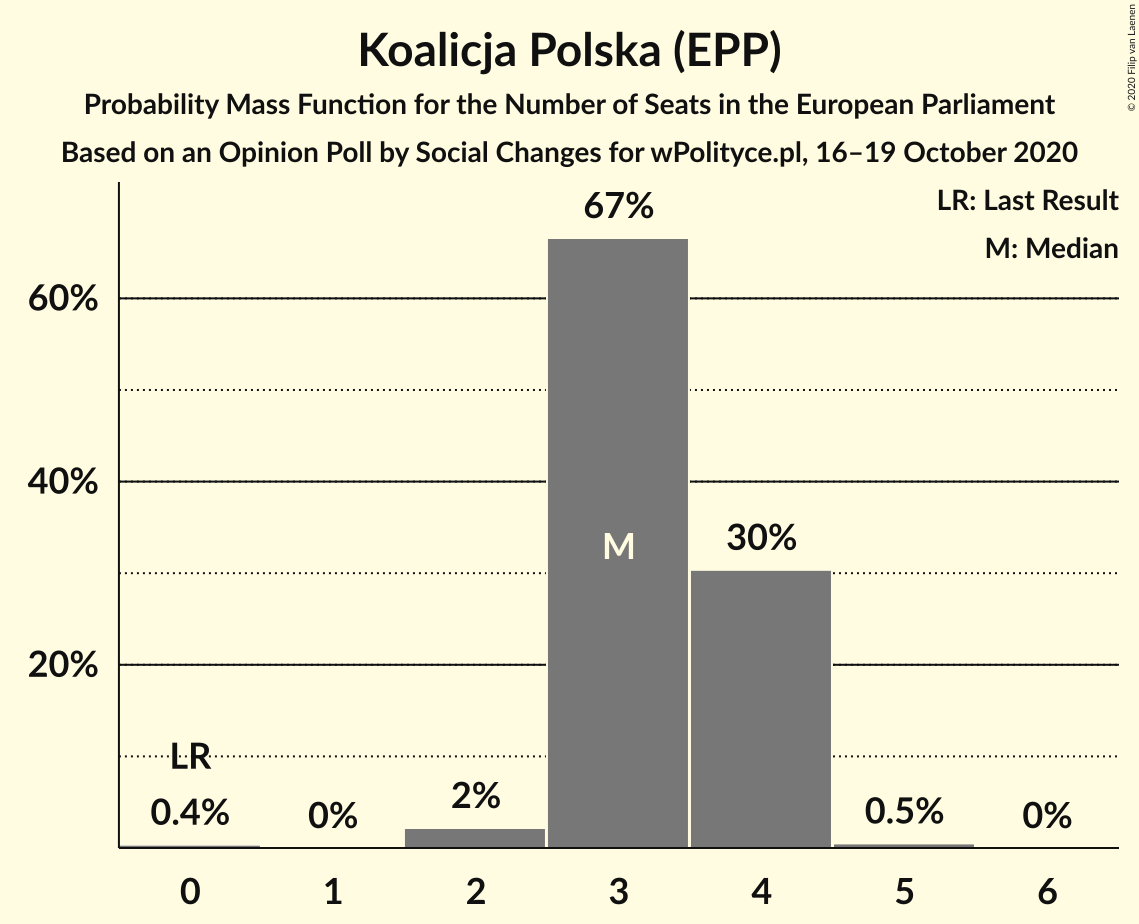 Koalicja Polska (EPP)
Probability Mass Function for the Number of Seats in the European Parliament
Based on an Opinion Poll by Social Changes for wPolityce.pl, 16–19 October 2020
© 2020 Filip van Laenen
LR: Last Result
M: Median
67%
60%
40%
30%
M
20%
LR
0.4%
0%
2%
0.5%
0%
0
1
2
3
4
5
6